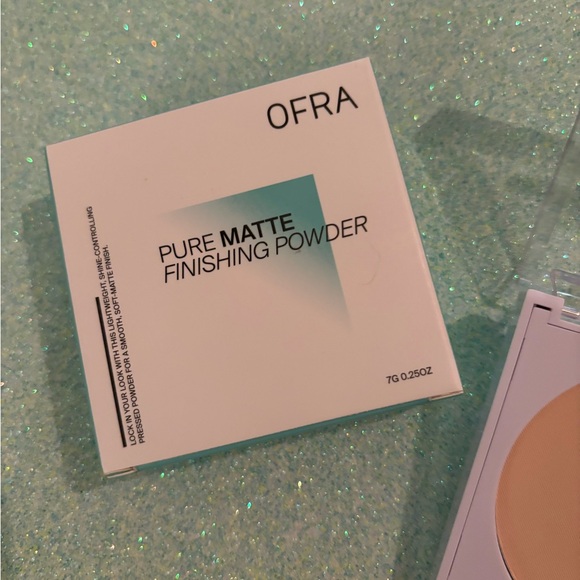 OFRA
PURE MATTE
FINISHING POWDER
LOCK IN YOUR LOOK WITH THIS LIGHTWEIGHT, SHINE-CONTROLLING
PRESSED POWDER FOR A SMOOTH, SOFT-MATTE FINISH.
7G 0.25OZ